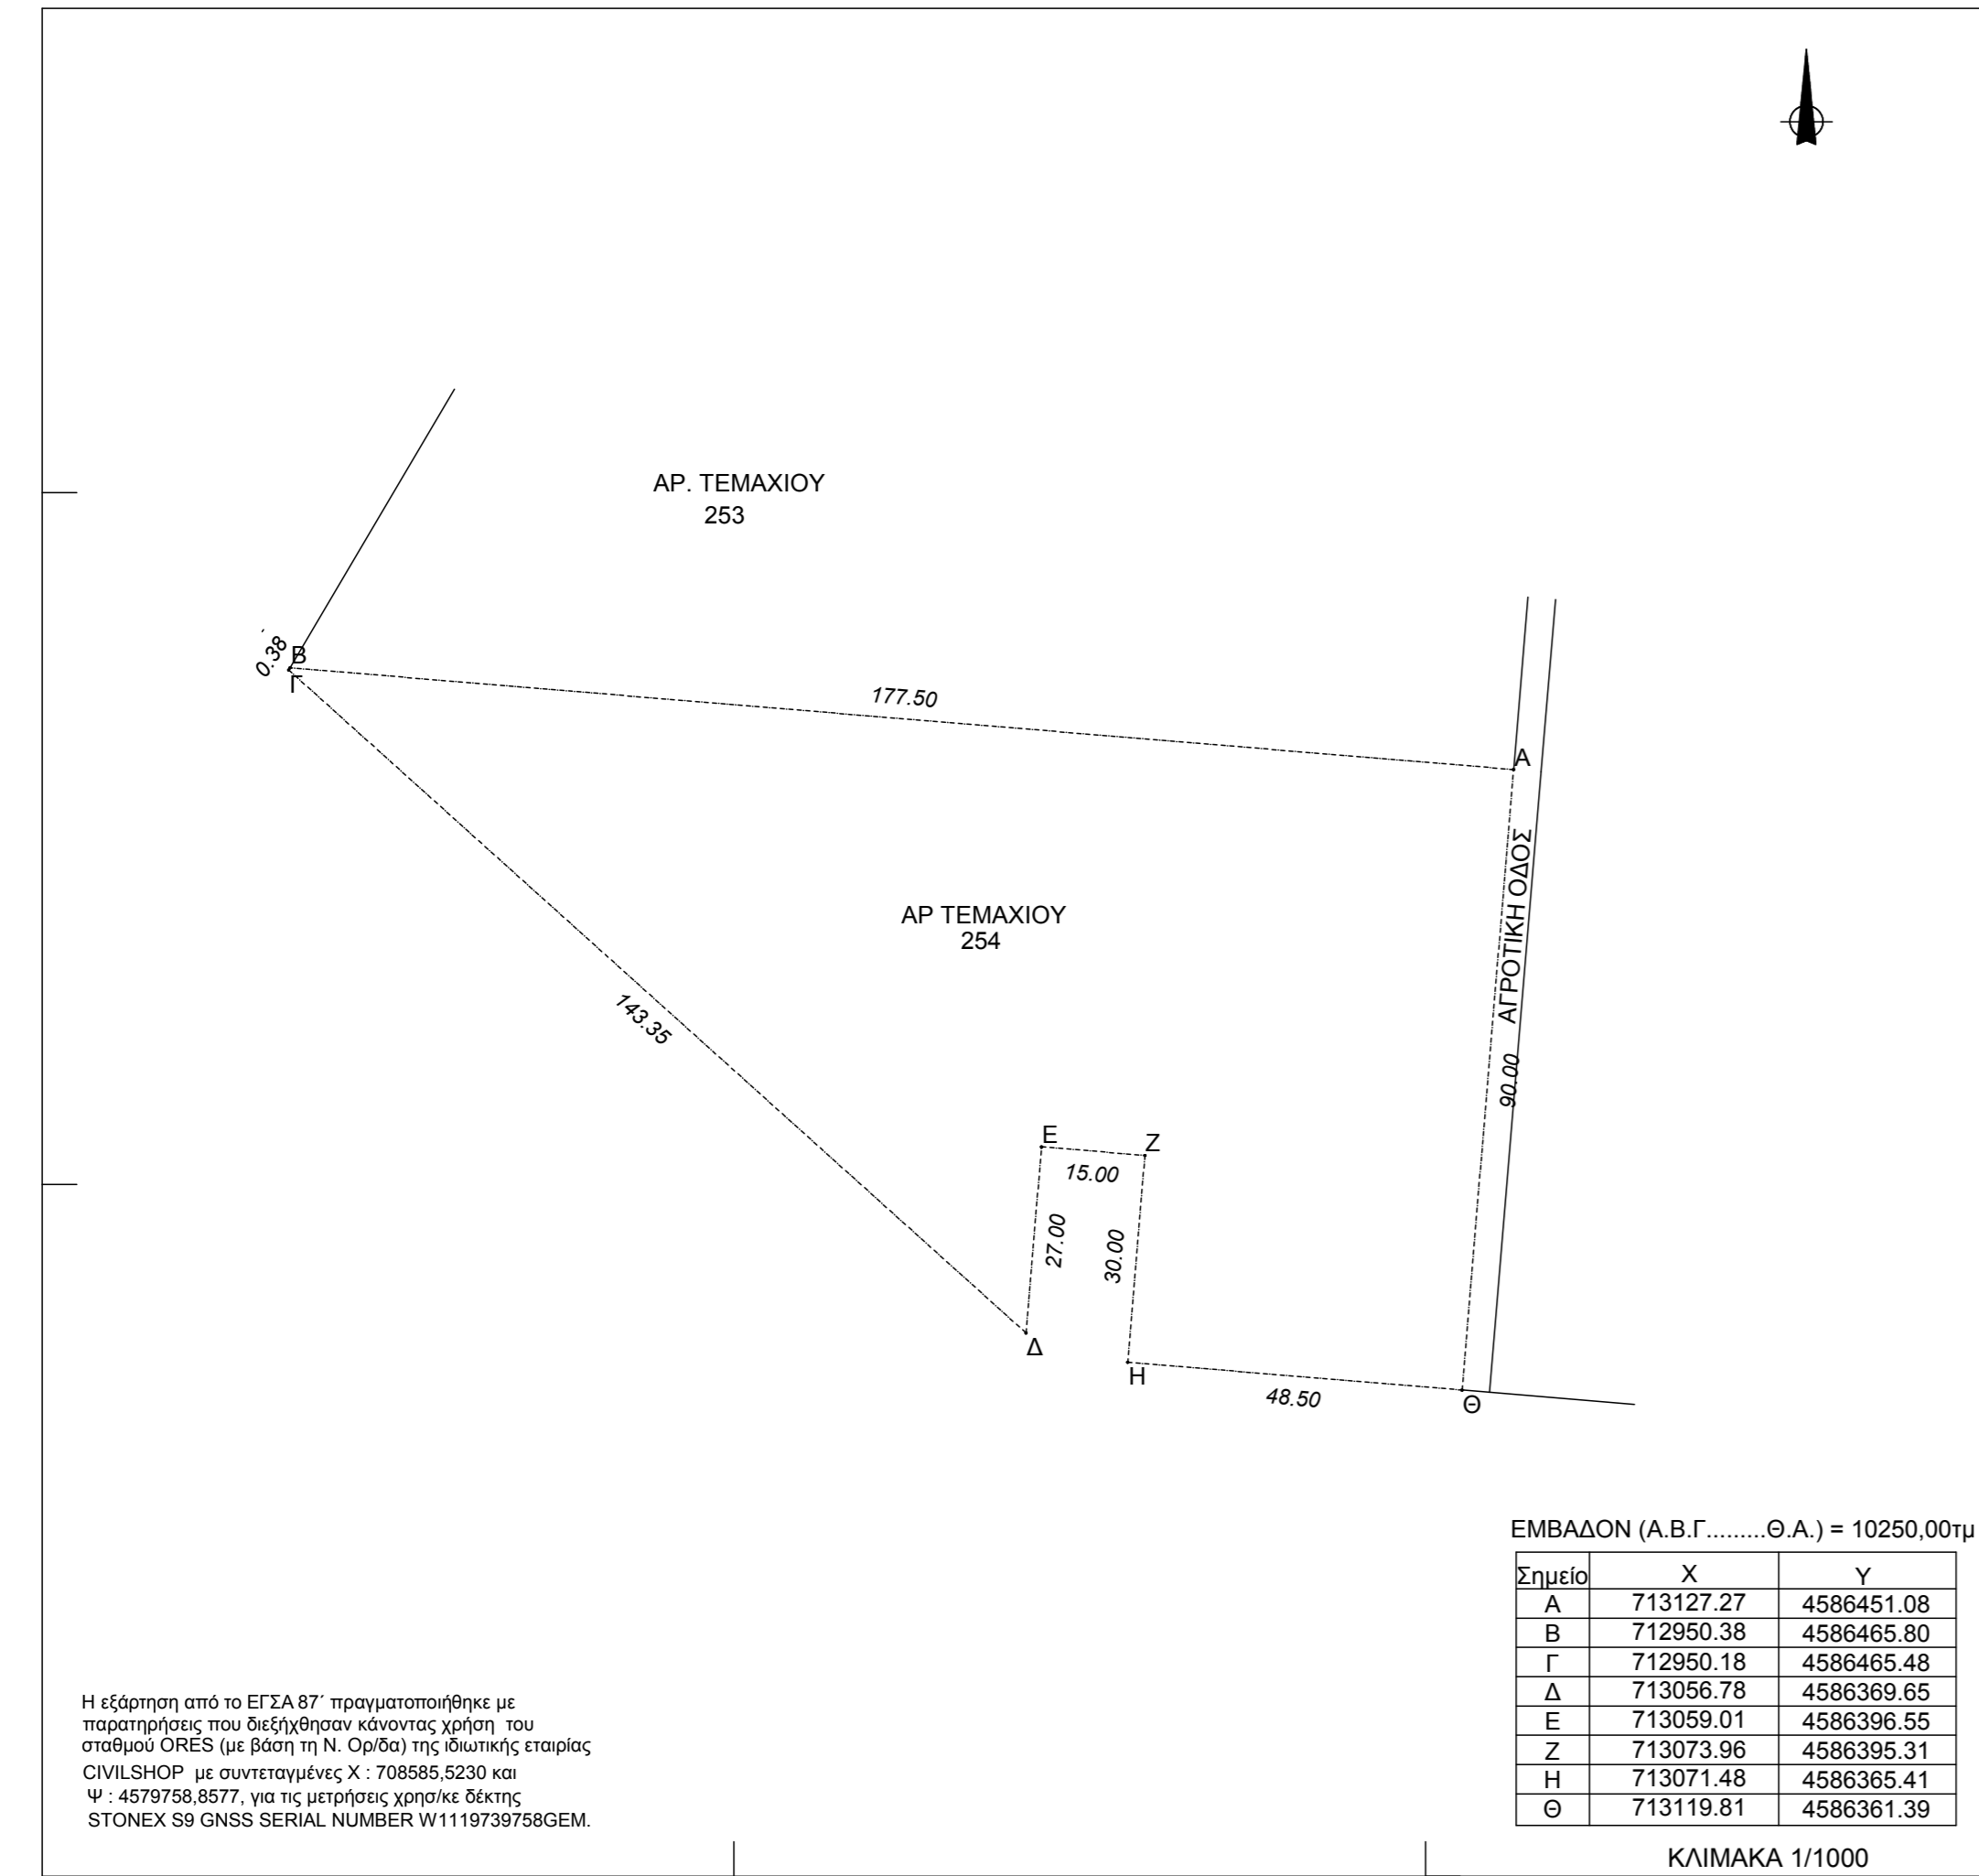 ΑΡ. ΤΕΜΑΧΙΟΥ
253
0.38
Β
Γ
177.50
Α
ΑΓΡΟΤΙΚΗ ΟΔΟΣ
ΑΡ ΤΕΜΑΧΙΟΥ
254
143.35
90.00
Ε
Ζ
15.00
27.00
30.00
Δ
Η
48.50
Θ
ΕΜΒΑΔΟΝ (Α.Β.Γ.........Θ.Α.) = 10250,00τμ
Σημείο Χ Υ
Α 713127.27 4586451.08
Β 712950.38 4586465.80
Γ 712950.18 4586465.48
Δ 713056.78 4586369.65
Ε 713059.01 4586396.55
Ζ 713073.96 4586395.31
Η 713071.48 4586365.41
Θ 713119.81 4586361.39
Η εξάρτηση από το ΕΓΣΑ 87΄ πραγματοποιήθηκε με
παρατηρήσεις που διεξήχθησαν κάνοντας χρήση του
σταθμού ORES (με βάση τη Ν. Ορ/δα) της ιδιωτικής εταιρίας
CIVILSHOP με συντεταγμένες Χ : 708585,5230 και
Ψ : 4579758,8577, για τις μετρήσεις χρησ/κε δέκτης
STONEX S9 GNSS SERIAL NUMBER W1119739758GEM.
ΚΛΙΜΑΚΑ 1/1000